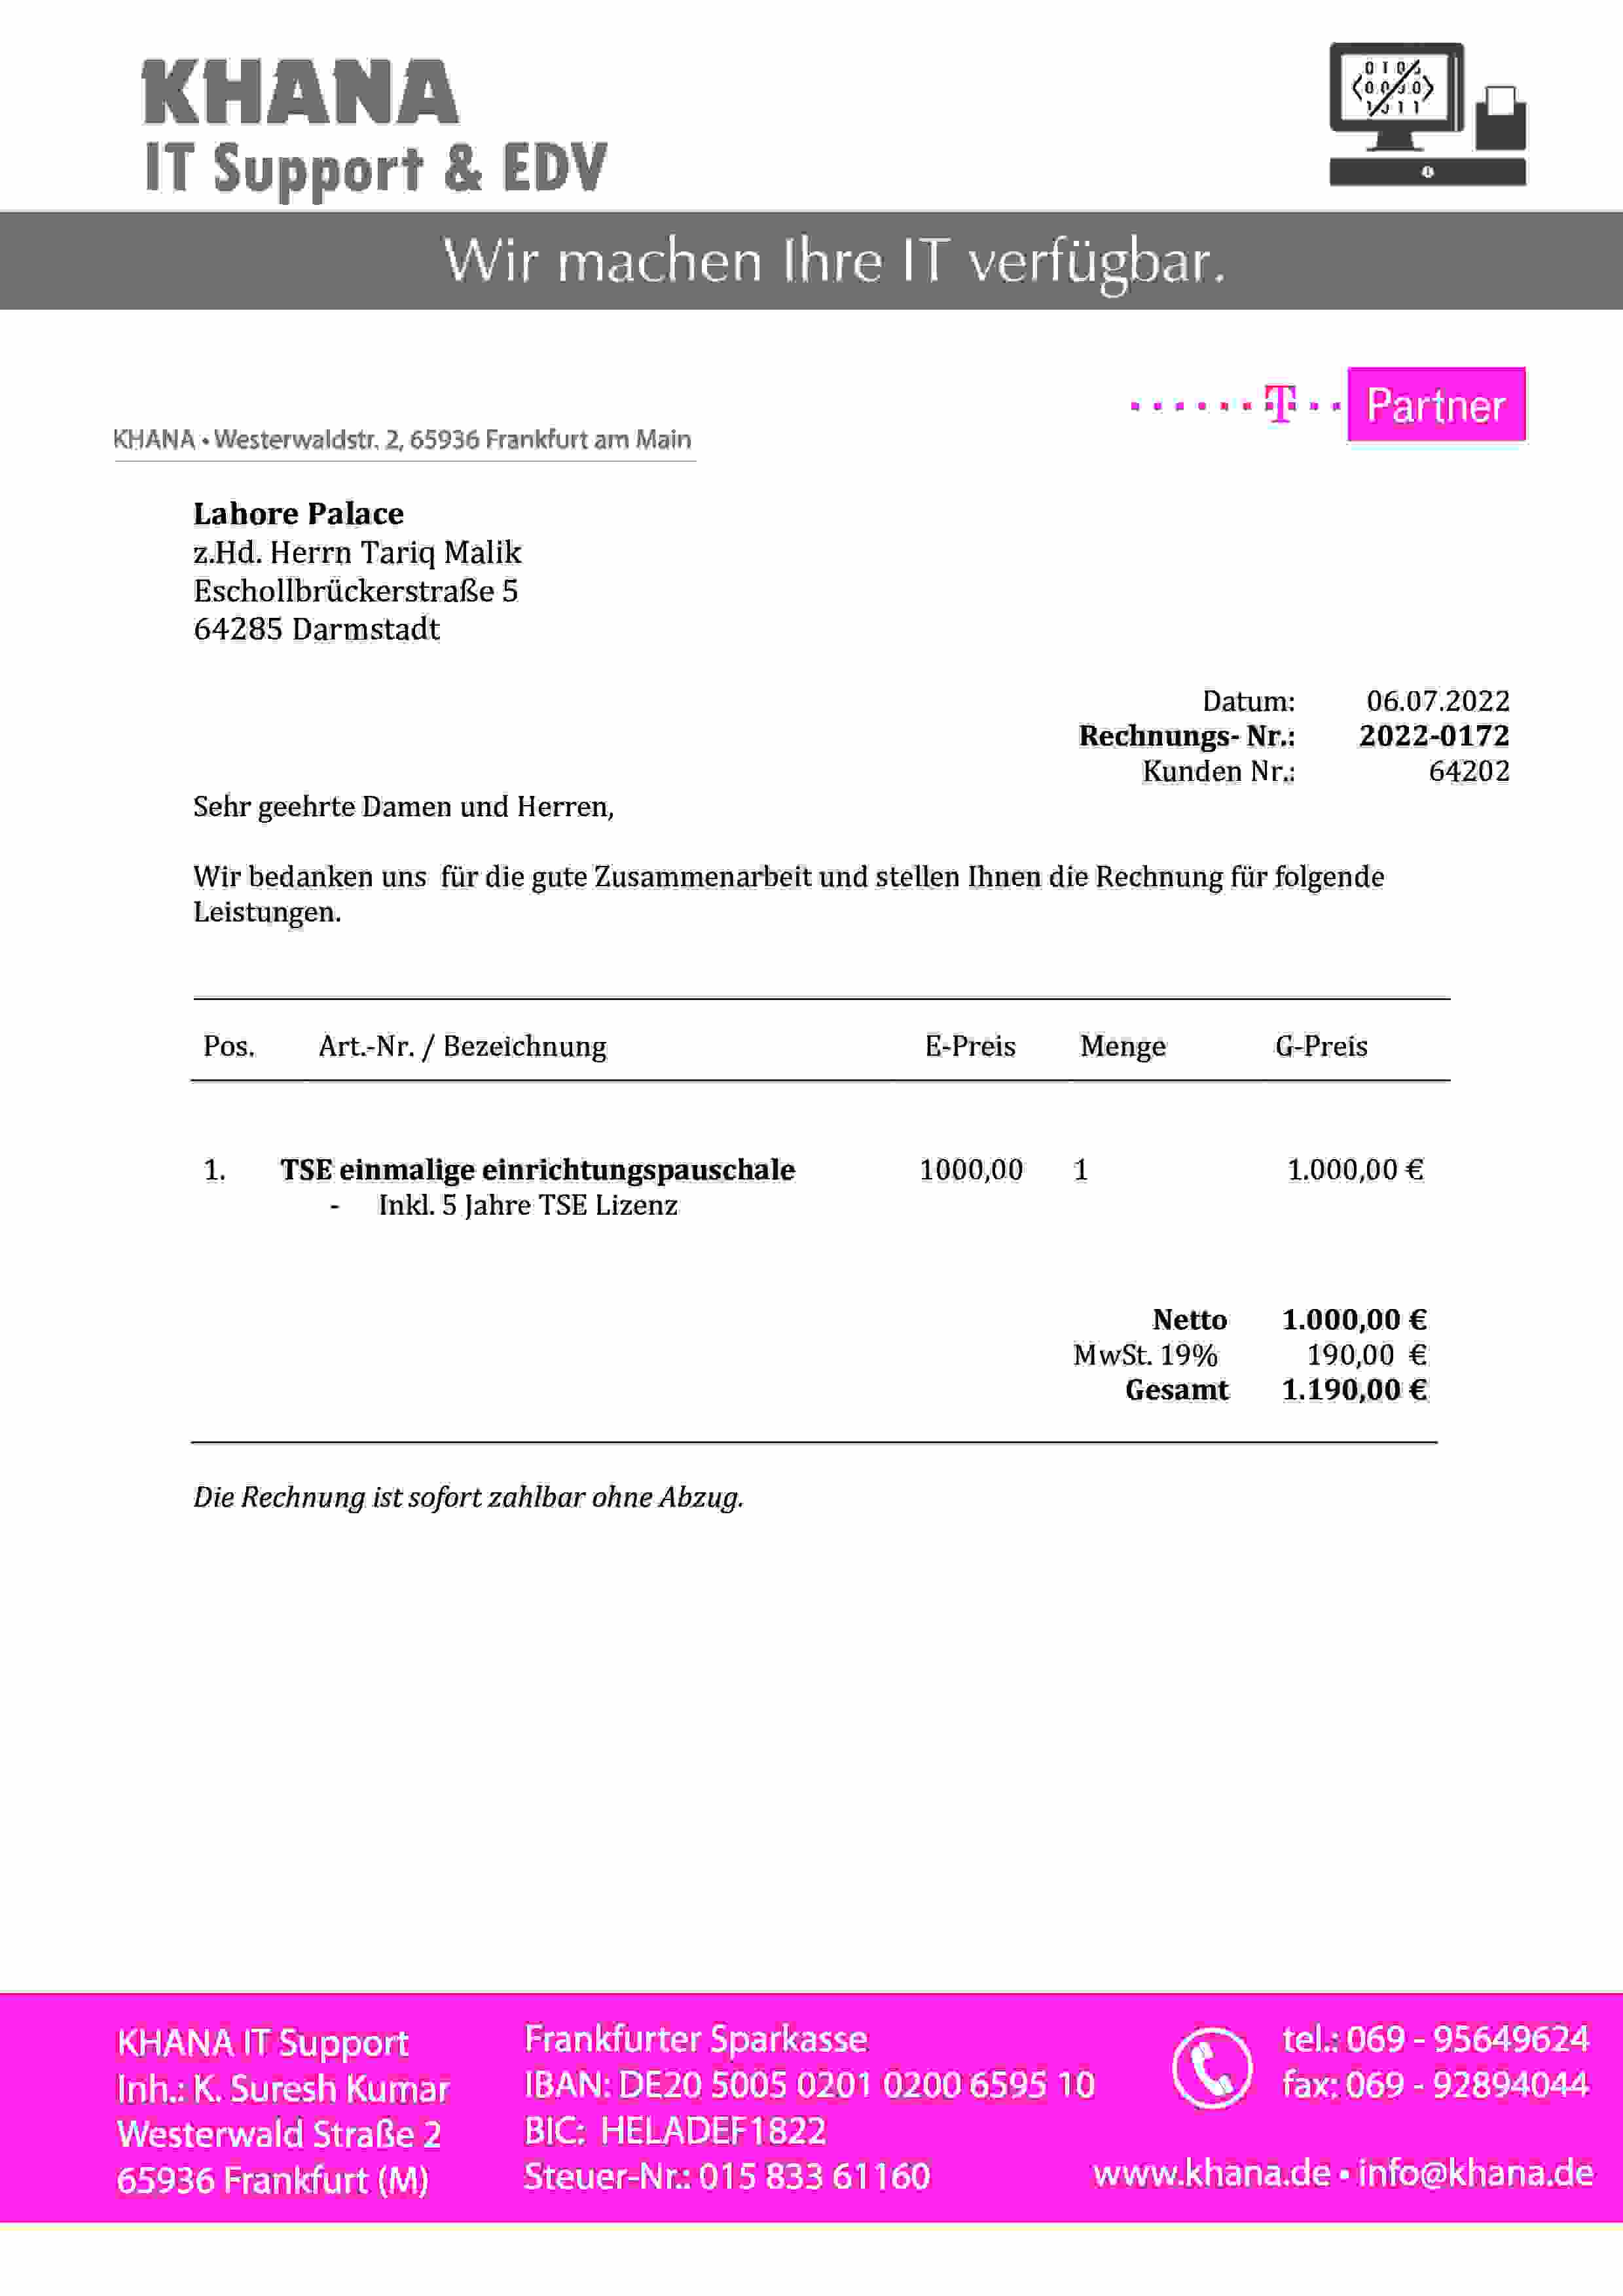 KHANA
IT Support & EDV
Wir machen Ihre IT verfügbar.
T Partner
KHANA • Westerwaldstr. 2, 65936 Frankfurt am Main
Lahore Palace
z.Hd. Herrn Tariq Malik
Eschollbrückerstraße 5
64285 Darmstadt
Datum: 06.07.2022
Rechnungs- Nr.: 2022-0172
Kunden Nr.: 64202
Sehr geehrte Damen und Herren,
Wir bedanken uns für die gute Zusammenarbeit und stellen Ihnen die Rechnung für folgende
Leistungen.
Pos. Art.-Nr. / Bezeichnung E-Preis Menge G-Preis
1. TSE einmalige einrichtungspauschale 1000,00 1 1.000,00 €
- Inkl. 5 Jahre TSE Lizenz
Netto 1.000,00 €
MwSt. 19% 190,00 €
Gesamt 1.190,00 €
Die Rechnung ist sofort zahlbar ohne Abzug.
KHANA IT Support
Inh.: K. Suresh Kumar
Westerwald Straße 2
65936 Frankfurt (M)
Frankfurter Sparkasse
IBAN: DE20 5005 0201 0200 6595 10
BIC: HELADEF1822
Steuer-Nr.: 015 833 61160
tel.: 069 - 95649624
fax: 069 - 92894044
www.khana.de • info@khana.de